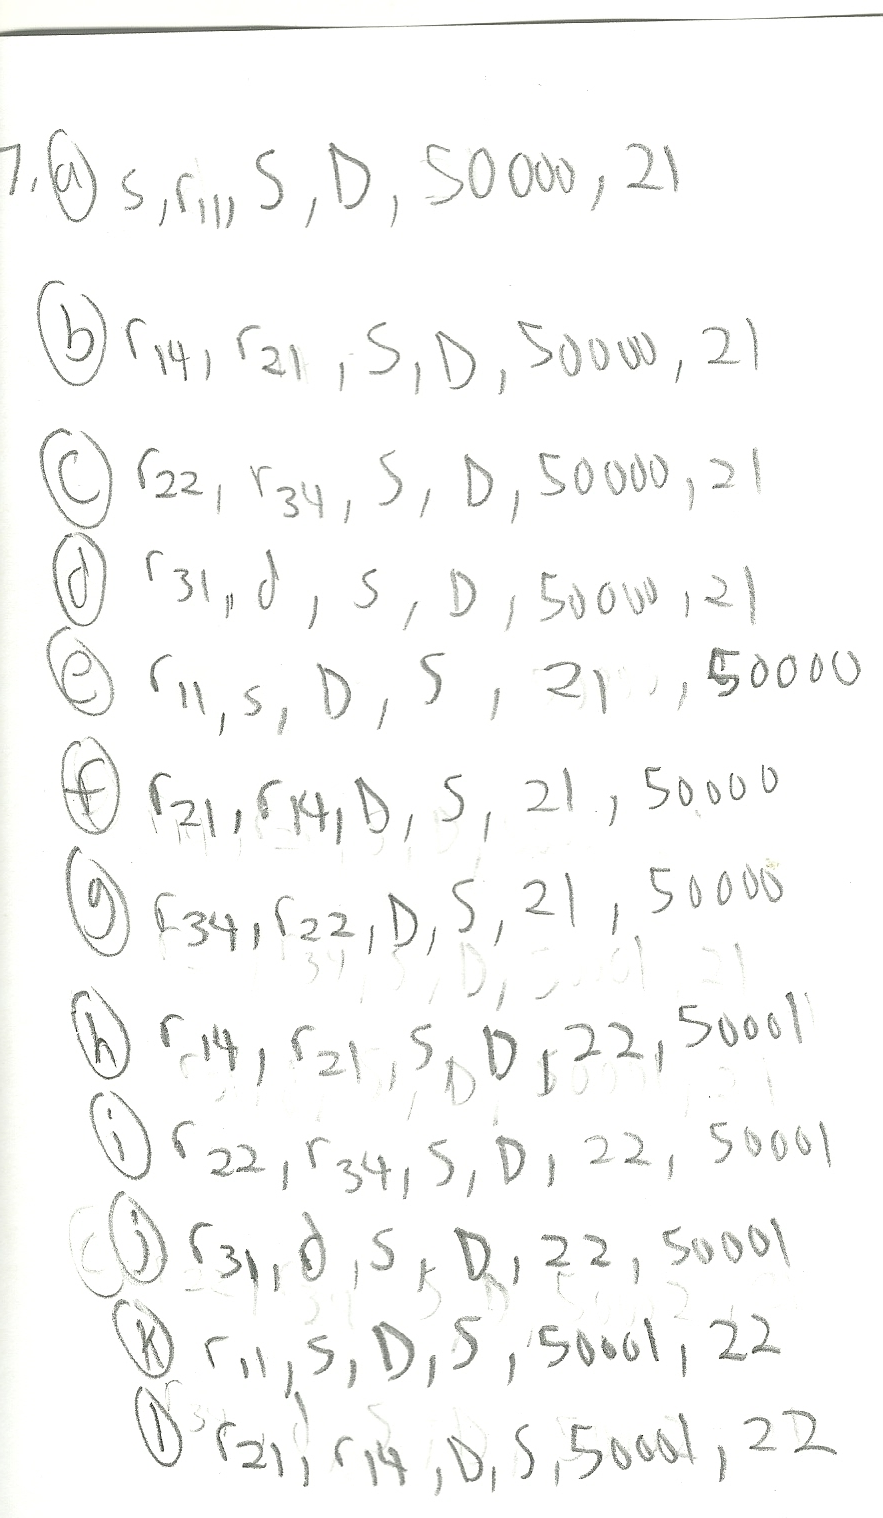 7. a s, r11, S, D, 50000, 21
b r14, r21, S, D, 50000, 21
c r22, r34, S, D, 50000, 21
d r31, d, S, D, 50000, 21
e r11, s, D, S, 21, 50000
f r21, r14, D, S, 21, 50000
g r34, r22, D, S, 21, 50000
h r14, r21, S, D, 22, 50001
i r22, r34, S, D, 22, 50001
j r31, d, S, D, 22, 50001
k r11, s, D, S, 50001, 22
l r21, r14, D, S, 50001, 22